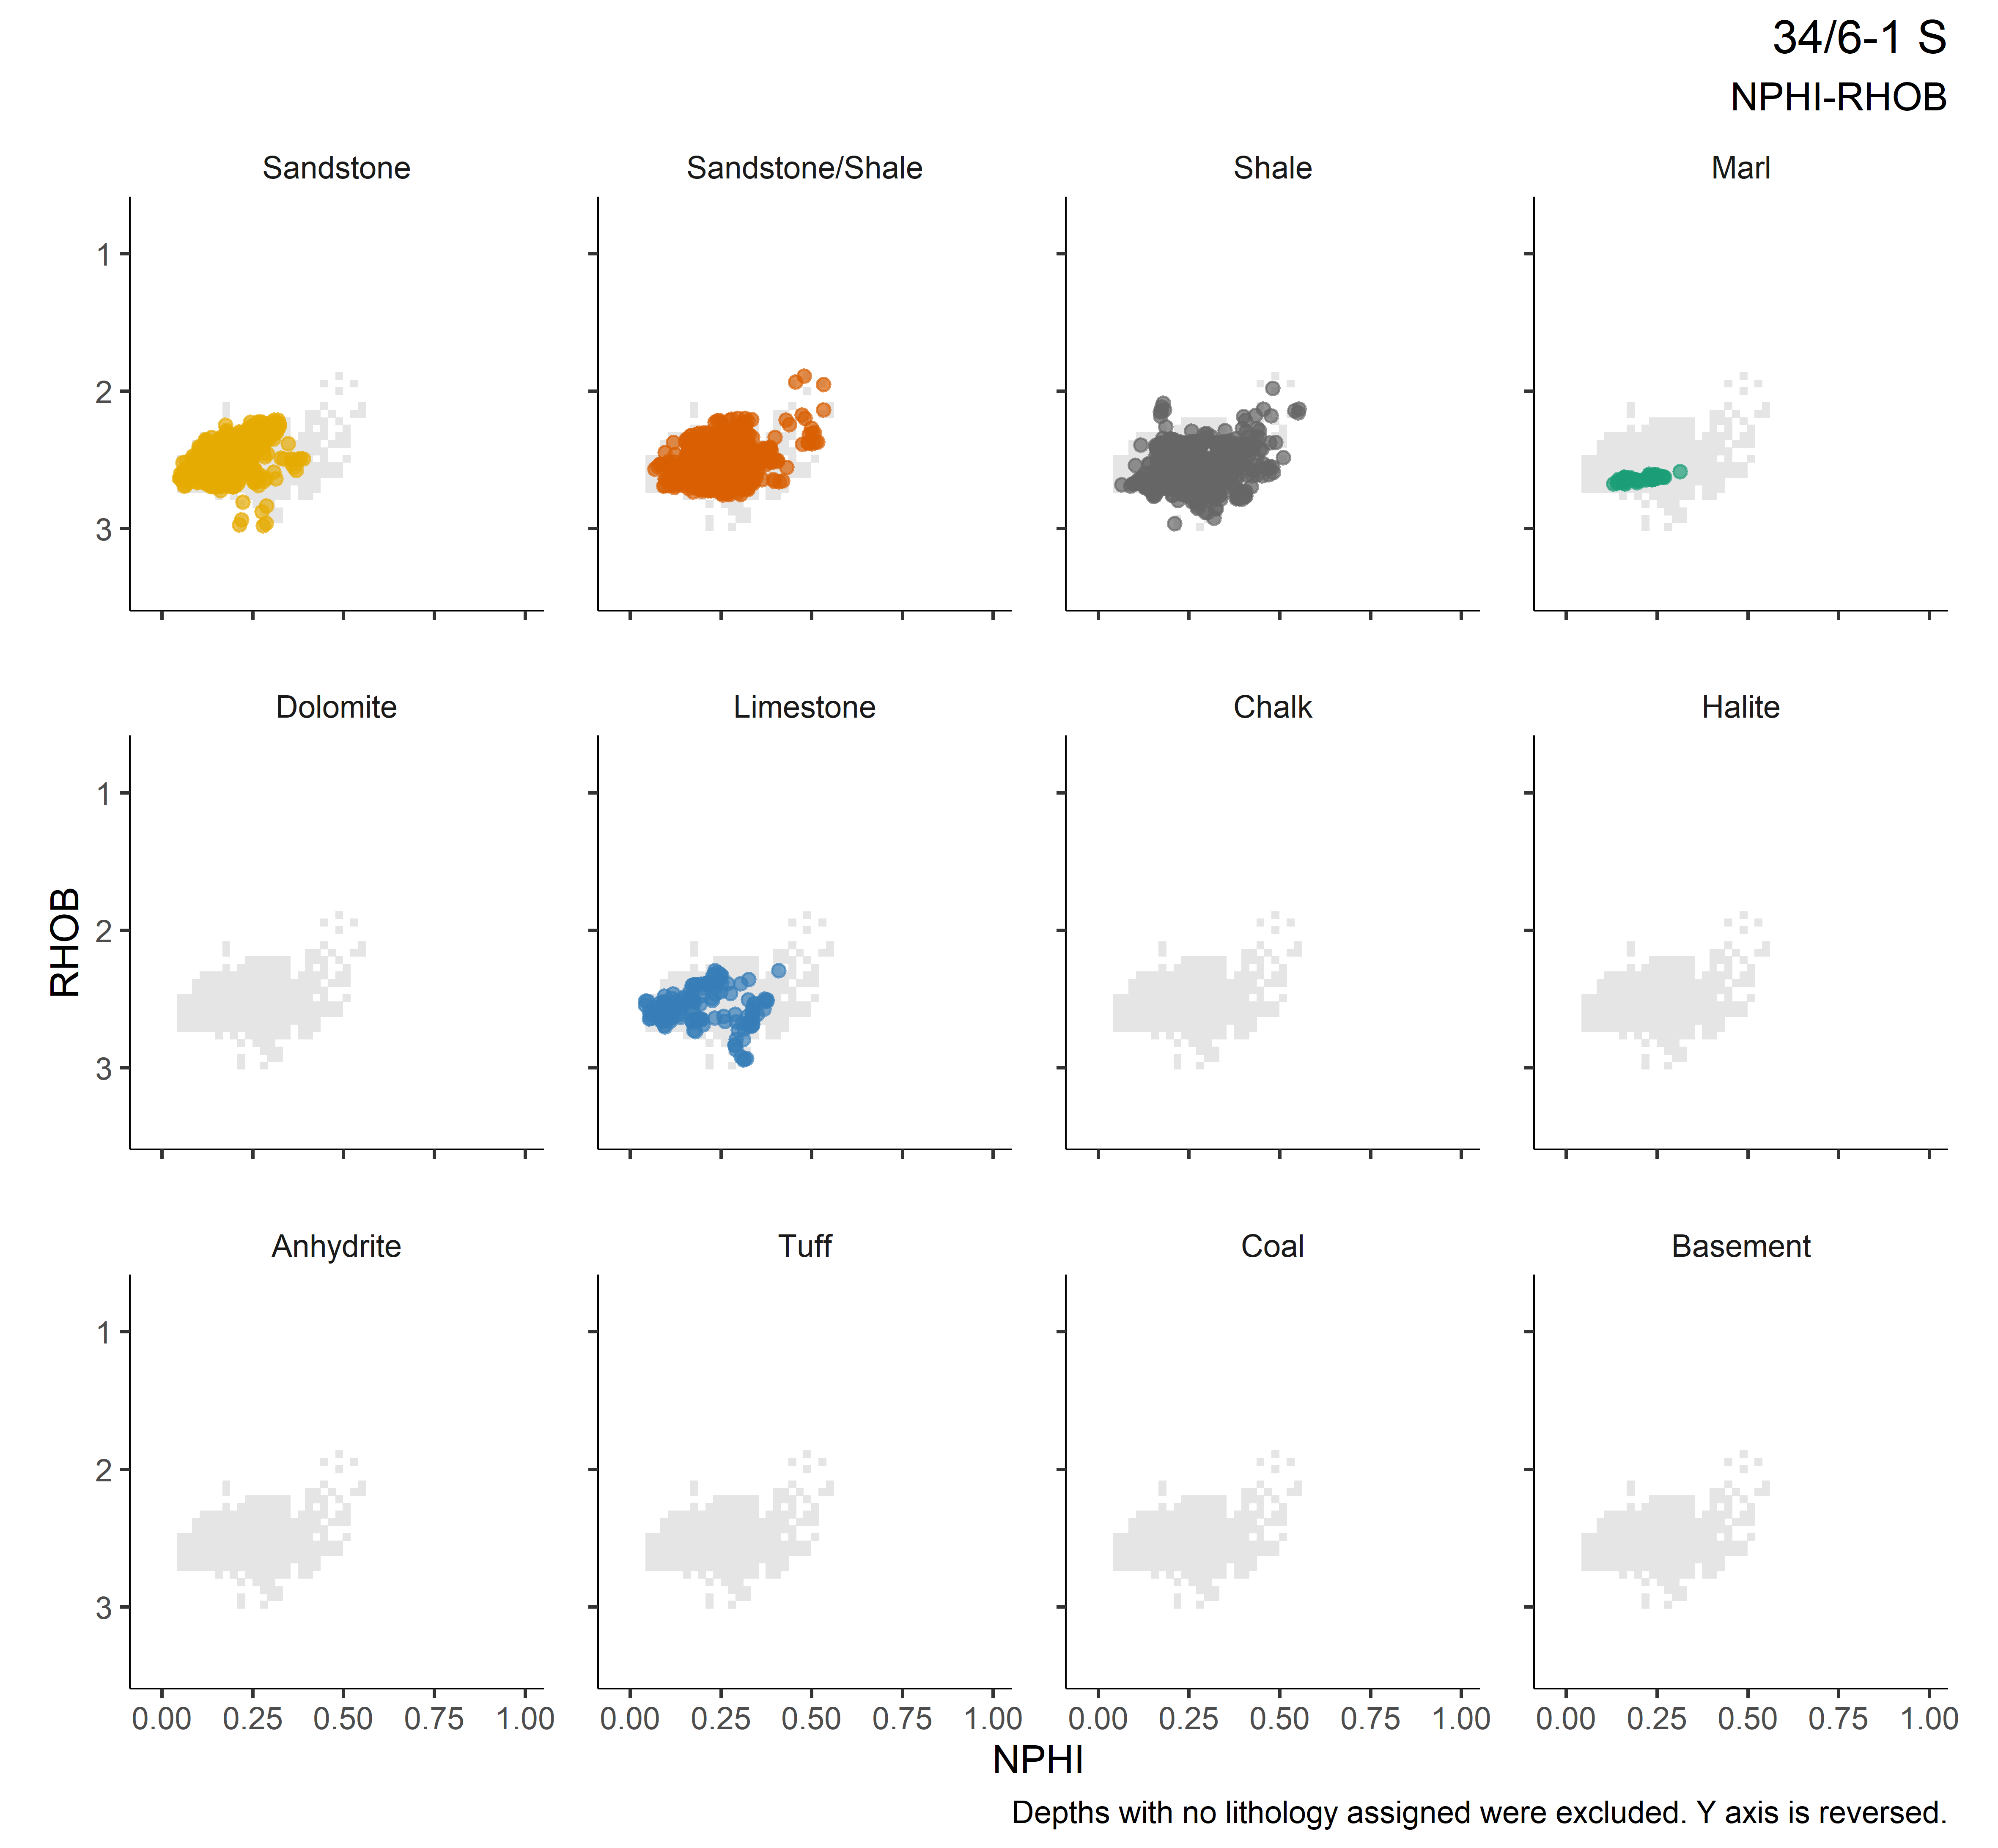 34/6-1 S
NPHI-RHOB
Sandstone
Sandstone/Shale
Shale
Marl
1
2
3
Dolomite
Limestone
Chalk
Halite
RHOB
1
2
3
Anhydrite
Tuff
Coal
Basement
1
2
3
0.00 0.25 0.50 0.75 1.00
0.00 0.25 0.50 0.75 1.00
0.00 0.25 0.50 0.75 1.00
0.00 0.25 0.50 0.75 1.00
NPHI
Depths with no lithology assigned were excluded. Y axis is reversed.